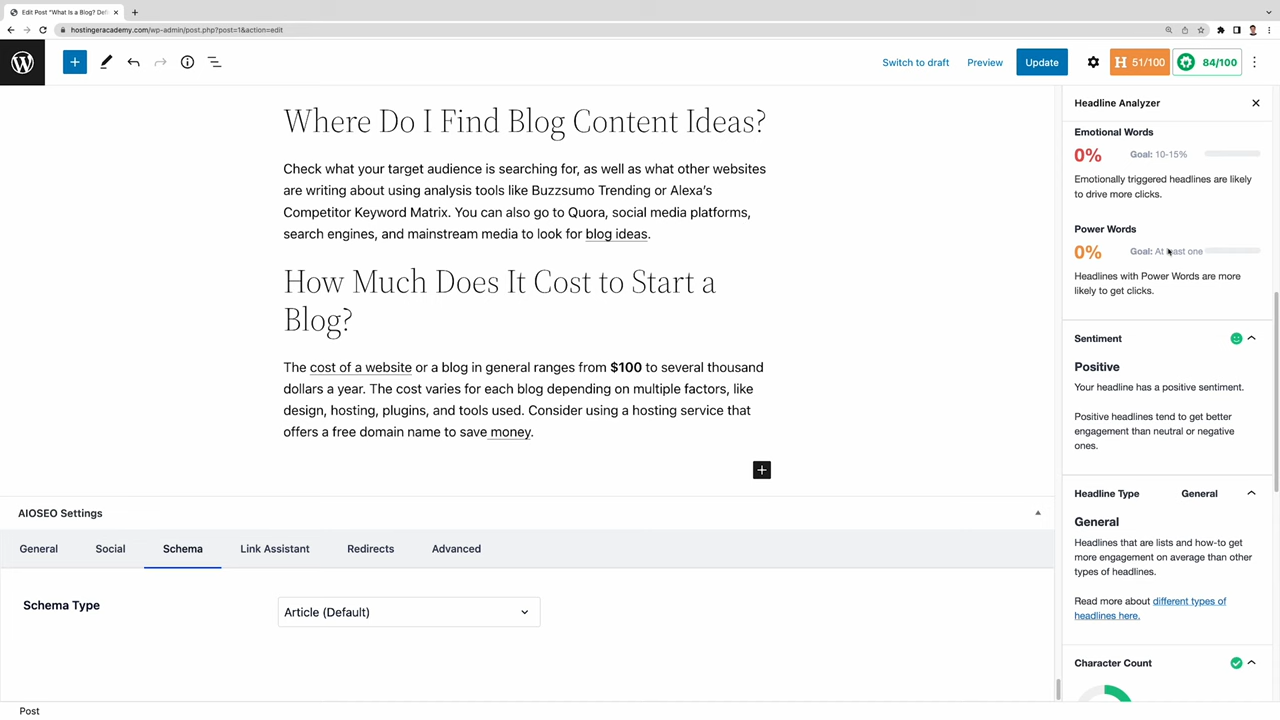 Edit Post "What Is a Blog? Defi
hostingeracademy.com/wp-admin/post.php?post=1&action=edit
Switch to draft
Preview
Update
H 51/100
84/100
Where Do I Find Blog Content Ideas?
Check what your target audience is searching for, as well as what other websites
are writing about using analysis tools like Buzzsumo Trending or Alexa's
Competitor Keyword Matrix. You can also go to Quora, social media platforms,
search engines, and mainstream media to look for blog ideas.
How Much Does It Cost to Start a
Blog?
The cost of a website or a blog in general ranges from $100 to several thousand
dollars a year. The cost varies for each blog depending on multiple factors, like
design, hosting, plugins, and tools used. Consider using a hosting service that
offers a free domain name to save money.
AIOSEO Settings
General
Social
Schema
Link Assistant
Redirects
Advanced
Schema Type
Article (Default)
Post
Headline Analyzer
Emotional Words
0%
Goal: 10-15%
Emotionally triggered headlines are likely
to drive more clicks.
Power Words
0%
Goal: At least one
Headlines with Power Words are more
likely to get clicks.
Sentiment
Positive
Your headline has a positive sentiment.
Positive headlines tend to get better
engagement than neutral or negative
ones.
Headline Type
General
General
Headlines that are lists and how-to get
more engagement on average than other
types of headlines.
Read more about different types of
headlines here.
Character Count